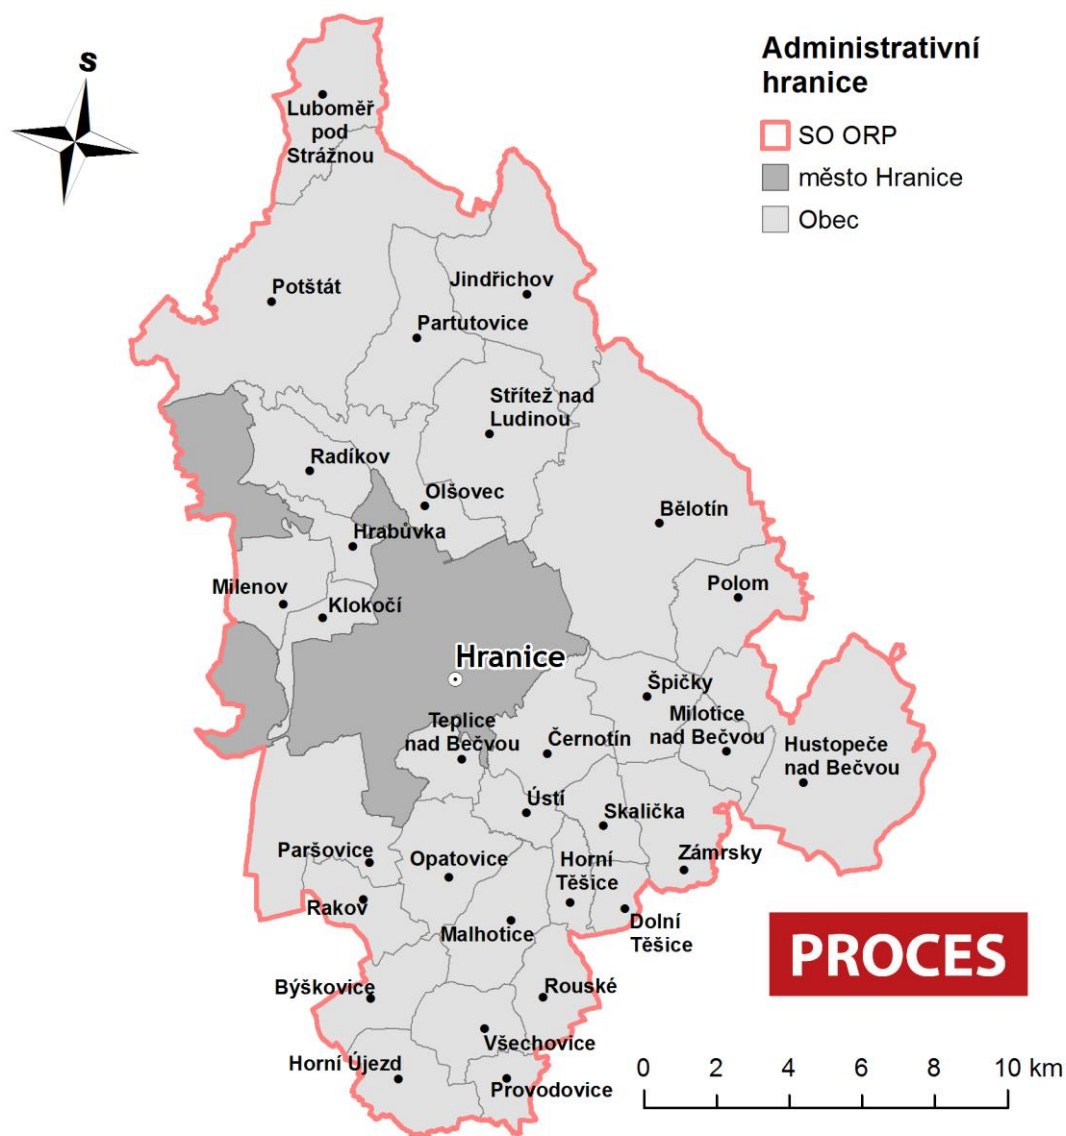 S
Administrativní
hranice
SO ORP
město Hranice
Obec
Luboměř
pod
Strážnou
Potštát
Jindřichov
Partutovice
Střítež nad
Ludinou
Radíkov
Olšovec
Bělotín
Hrabůvka
Polom
Milenov
Klokočí
Hranice
Špičky
Teplice
nad Bečvou
Černotín
Milotice
nad Bečvou
Hustopeče
nad Bečvou
Ústí
Skalička
Paršovice
Opatovice
Horní
Těšice
Zámrsky
Rakov
Malhotice
Dolní
Těšice
PROCES
Býškovice
Rouské
Všechovice
Horní Újezd
Provodovice
0 2 4 6 8 10 km